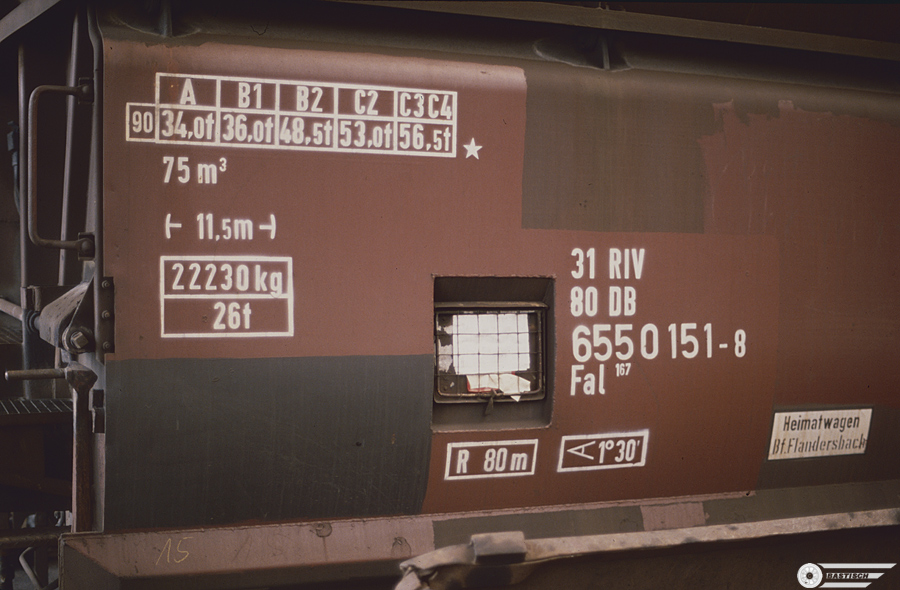 A B1 B2 C2 C3 C4
90 34,0t 36,0t 48,5t 53,0t 56,5t
75 m³
11,5m
22230 kg
26t
31 RIV
80 DB
655 0 151-8
Fal 167
R 80 m
1°30'
Heimatwagen
Bf.Flandersbach
15
BASTISCH